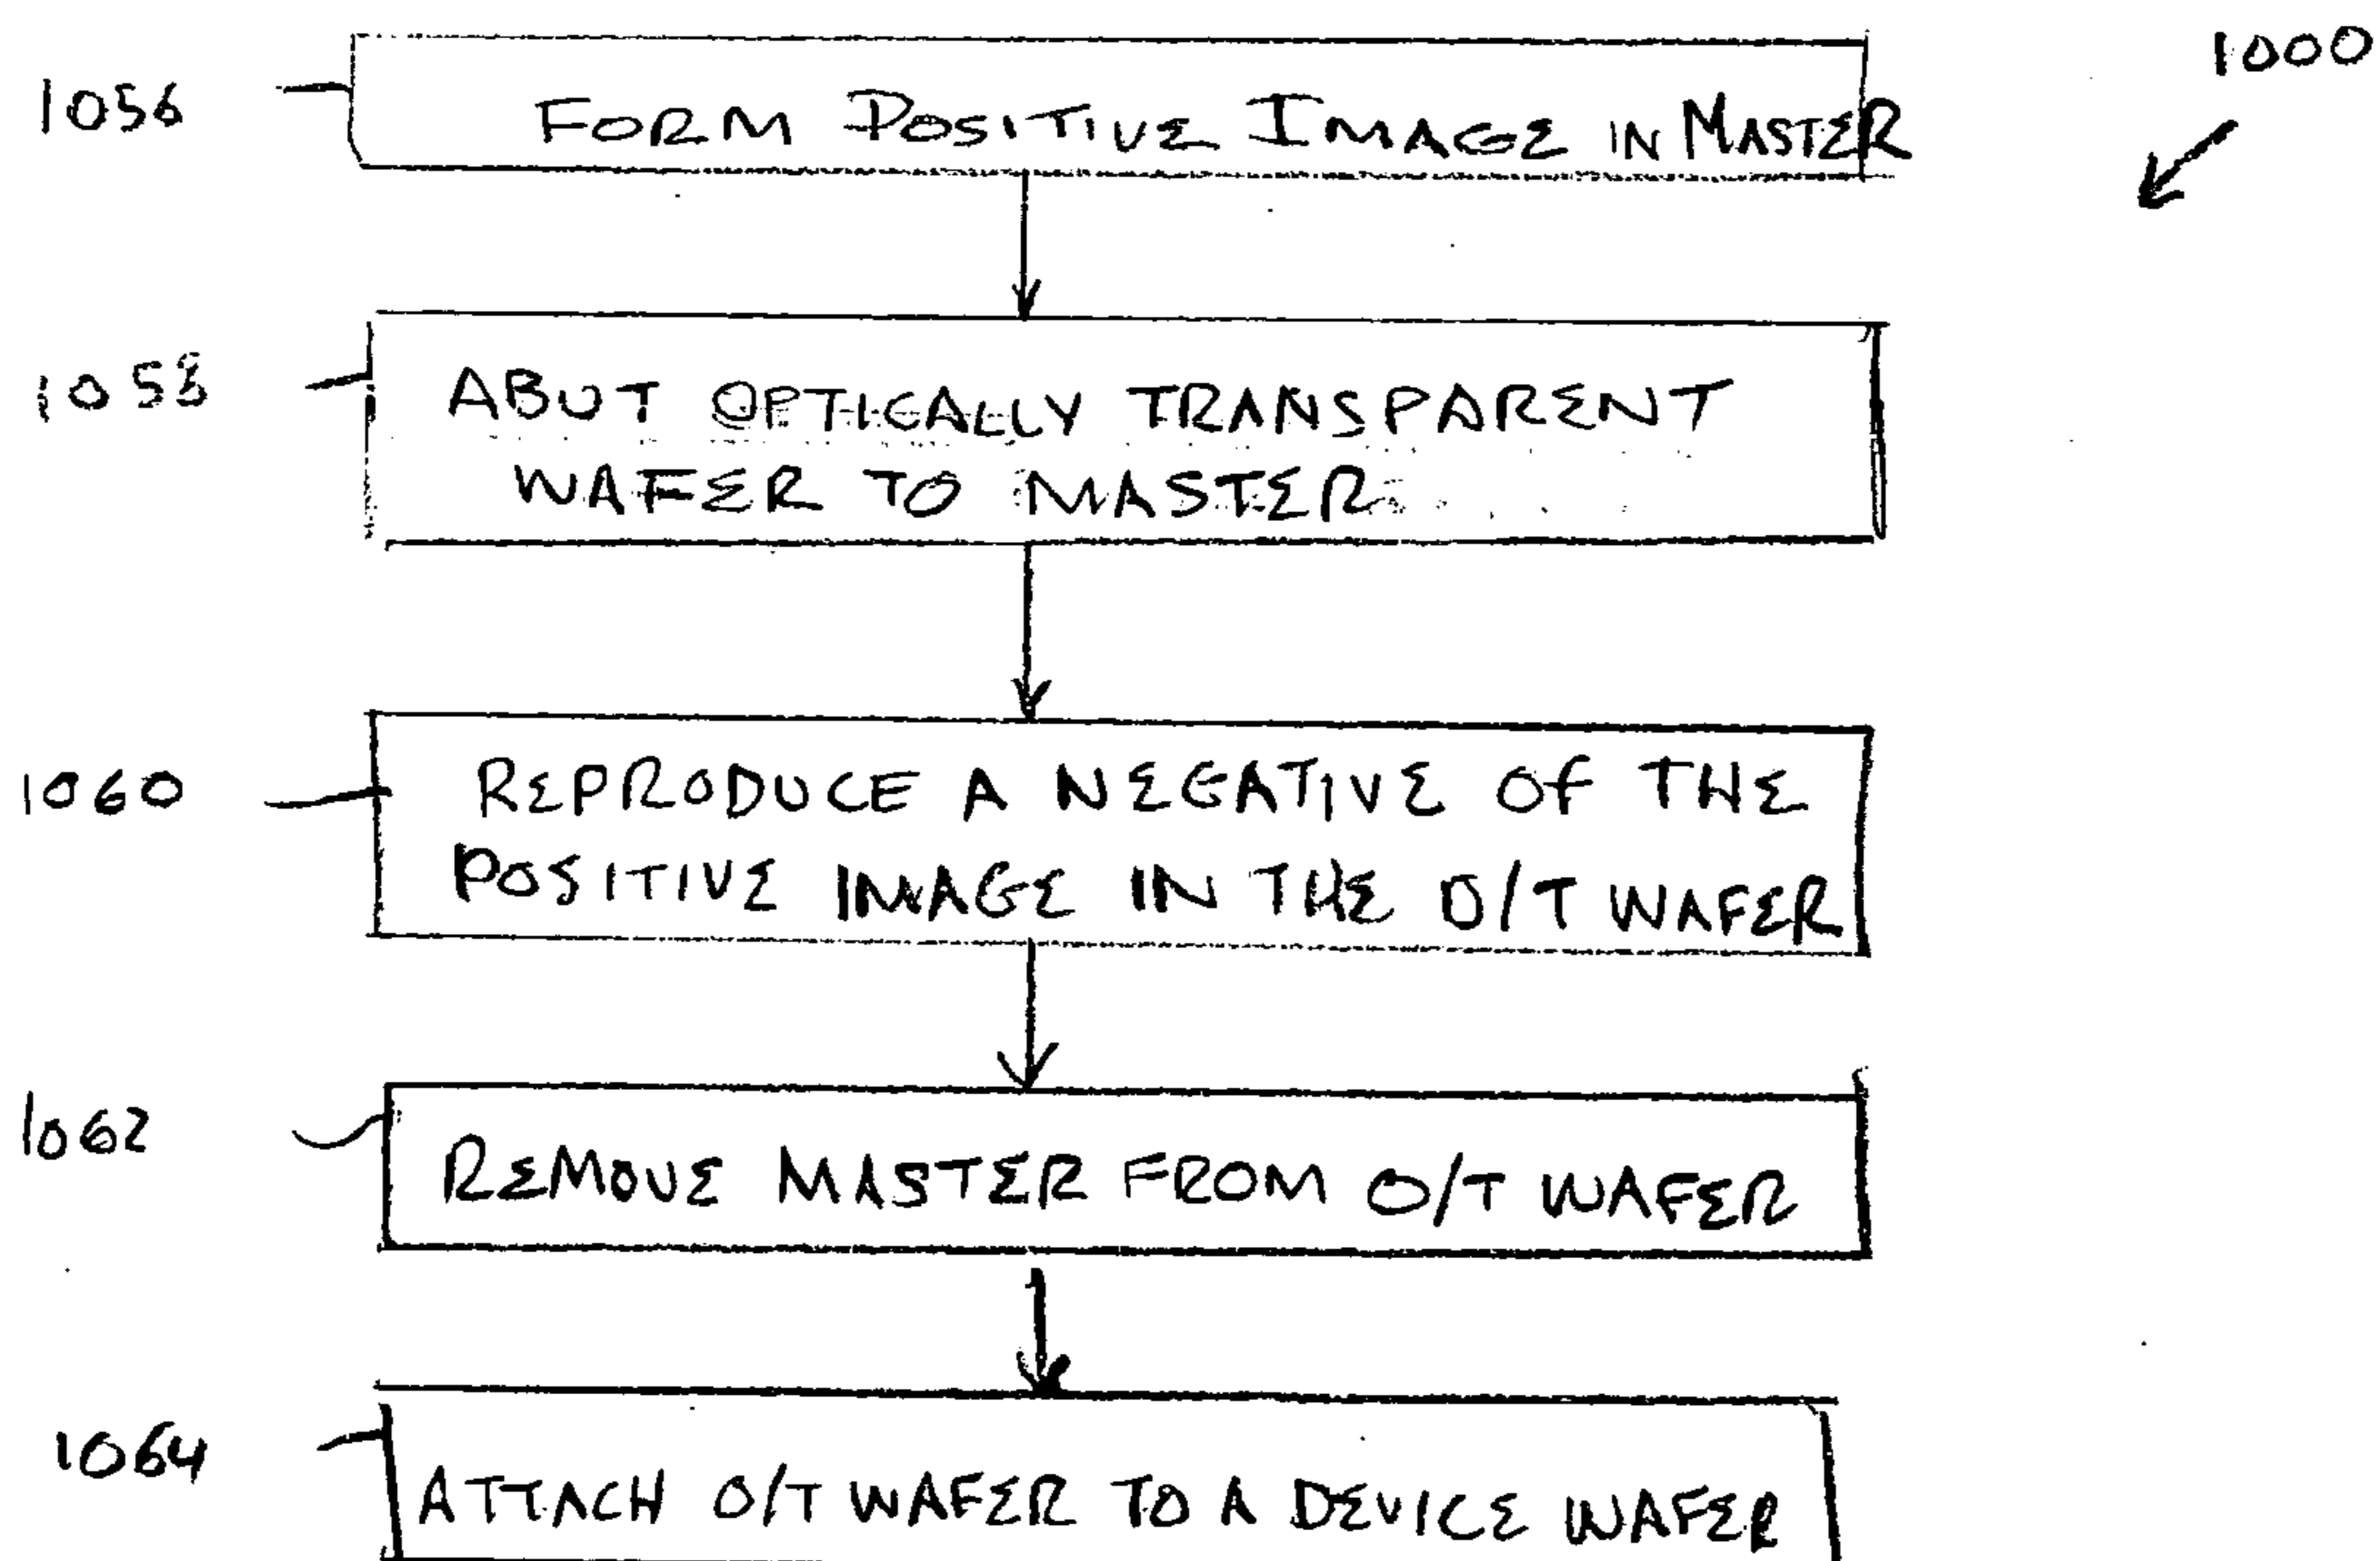 1000
1056
FORM POSITIVE IMAGE IN MASTER
1058
ABUT OPTICALLY TRANSPARENT
WAFER TO MASTER
1060
REPRODUCE A NEGATIVE OF THE
POSITIVE IMAGE IN THE O/T WAFER
1062
REMOVE MASTER FROM O/T WAFER
1064
ATTACH O/T WAFER TO A DEVICE WAFER